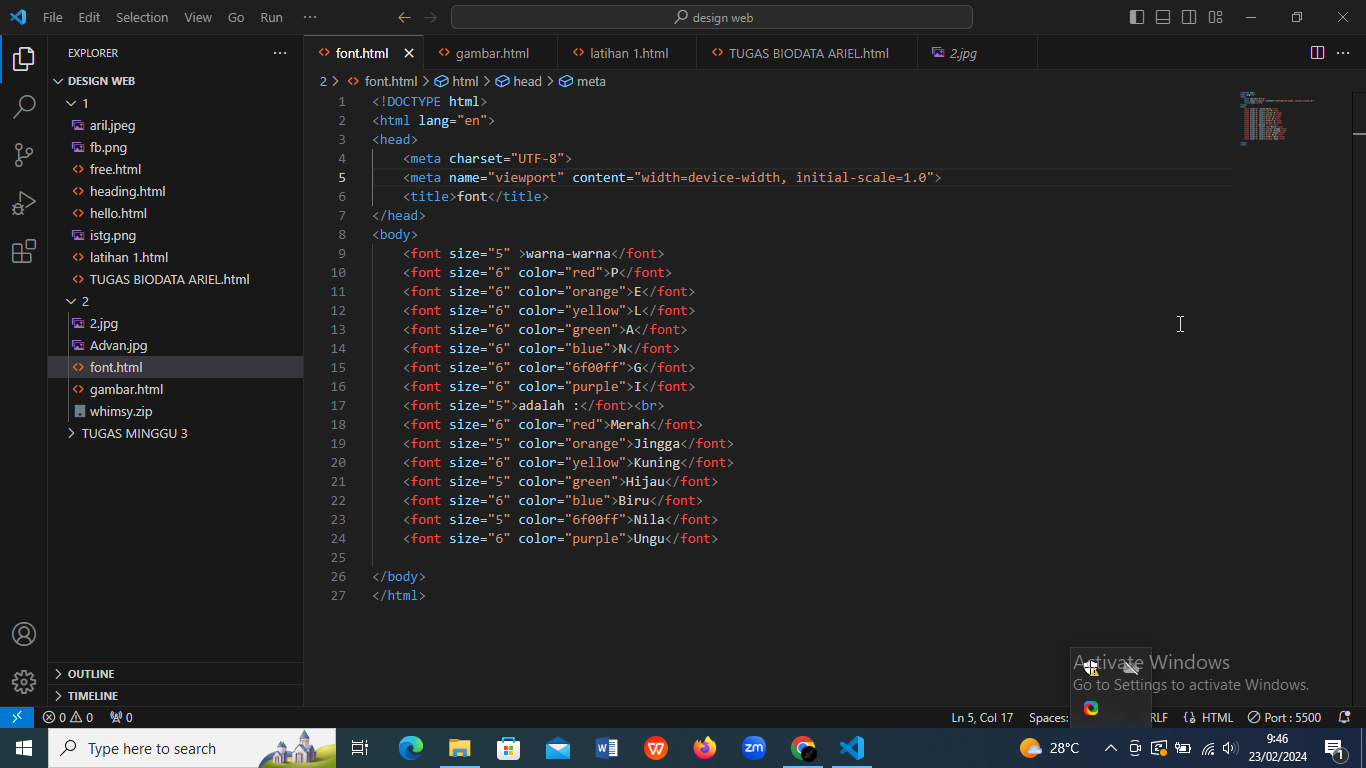 File Edit Selection View Go Run ··· design web
EXPLORER ···
DESIGN WEB
1
aril.jpeg
fb.png
free.html
heading.html
hello.html
istg.png
latihan 1.html
TUGAS BIODATA ARIEL.html
2
2.jpg
Advan.jpg
font.html
gambar.html
whimsy.zip
TUGAS MINGGU 3
OUTLINE
TIMELINE
font.html gambar.html latihan 1.html TUGAS BIODATA ARIEL.html 2.jpg
2 > font.html > html > head > meta
1 <!DOCTYPE html>
2 <html lang="en">
3 <head>
4     <meta charset="UTF-8">
5     <meta name="viewport" content="width=device-width, initial-scale=1.0">
6     <title>font</title>
7 </head>
8 <body>
9     <font size="5" >warna-warna</font>
10     <font size="6" color="red">P</font>
11     <font size="6" color="orange">E</font>
12     <font size="6" color="yellow">L</font>
13     <font size="6" color="green">A</font>
14     <font size="6" color="blue">N</font>
15     <font size="6" color="6f00ff">G</font>
16     <font size="6" color="purple">I</font>
17     <font size="5">adalah :</font><br>
18     <font size="6" color="red">Merah</font>
19     <font size="5" color="orange">Jingga</font>
20     <font size="6" color="yellow">Kuning</font>
21     <font size="5" color="green">Hijau</font>
22     <font size="6" color="blue">Biru</font>
23     <font size="5" color="6f00ff">Nila</font>
24     <font size="6" color="purple">Ungu</font>
25
26 </body>
27 </html>
Activate Windows
Go to Settings to activate Windows.
0 0 0 Ln 5, Col 17 Spaces: RLF HTML Port : 5500
Type here to search W zm 28°C 9:46
23/02/2024
1